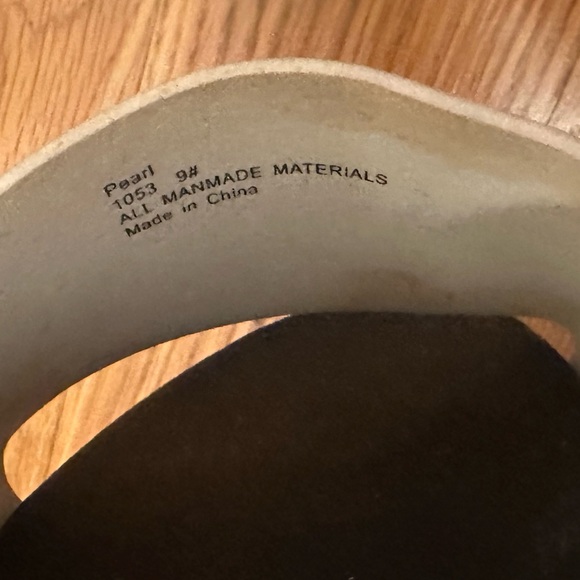 Pearl
1053 9#
ALL MANMADE MATERIALS
Made in China